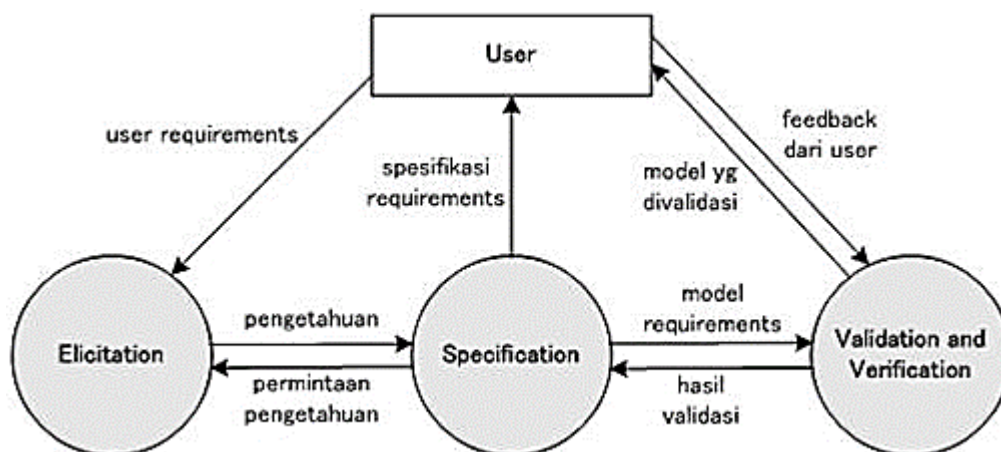 User
user requirements
spesifikasi
requirements
model yg
divalidasi
feedback
dari user
Elicitation
pengetahuan
permintaan
pengetahuan
Specification
model
requirements
hasil
validasi
Validation and
Verification